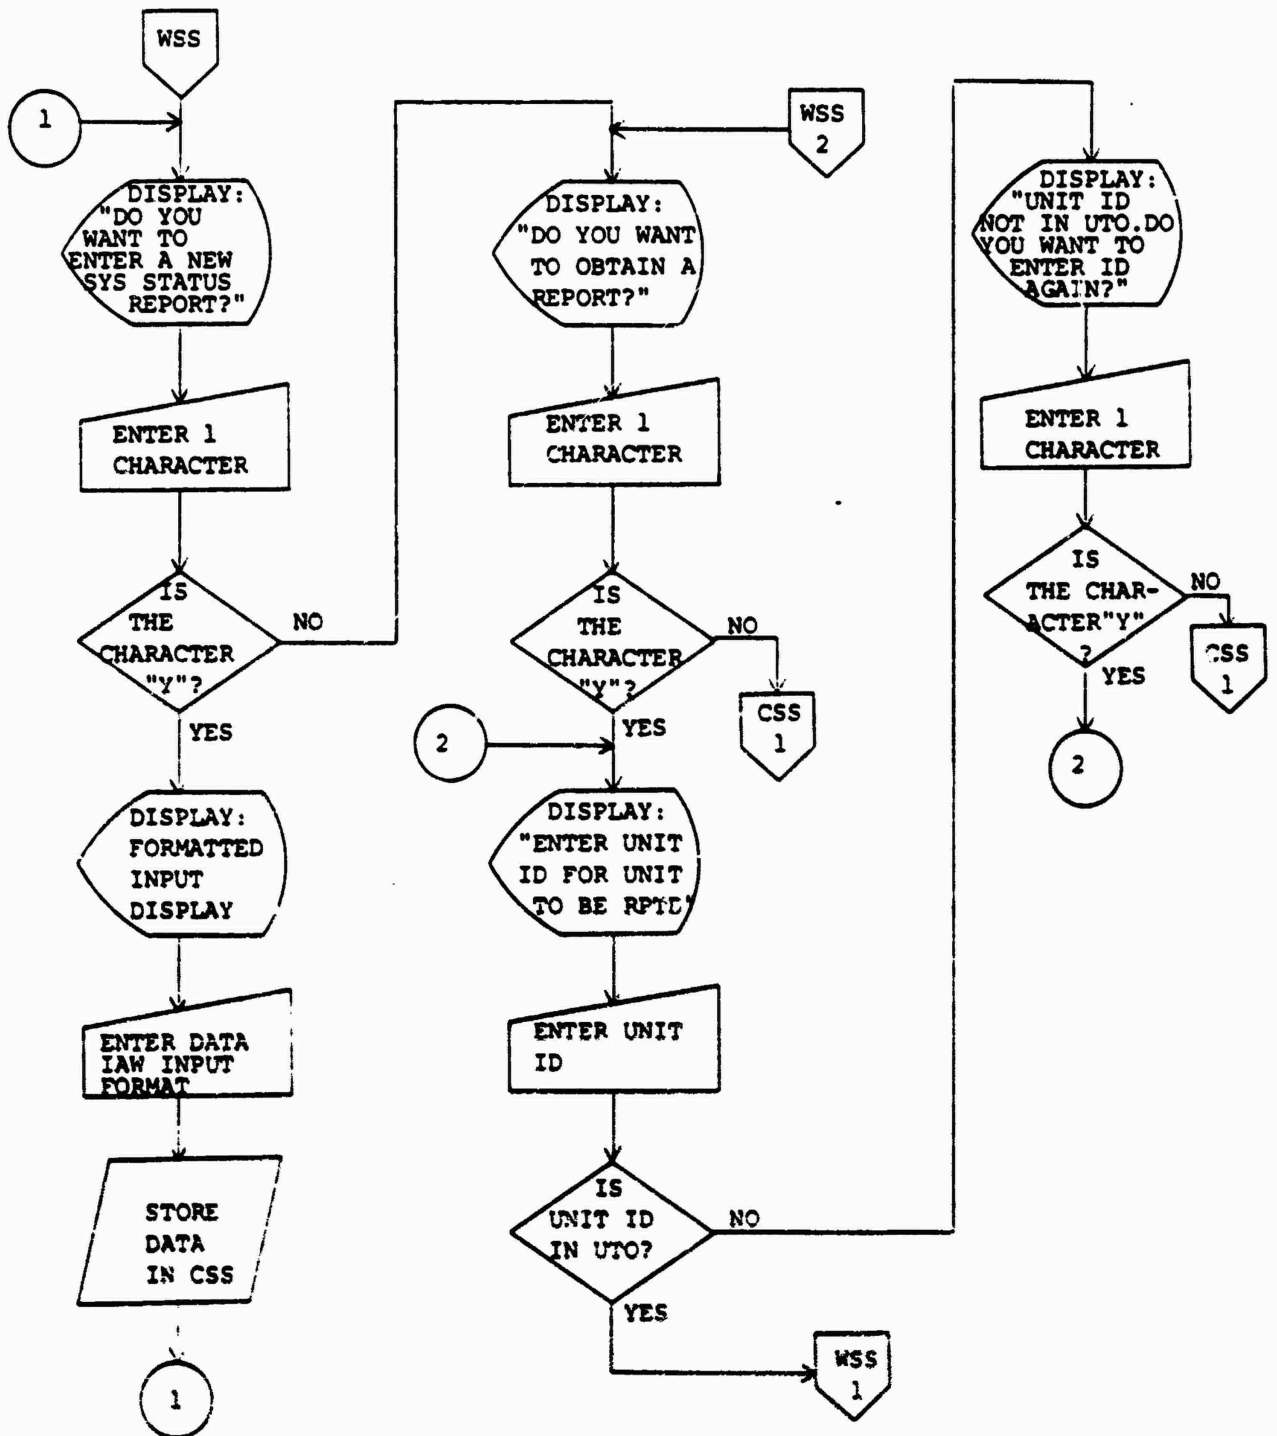 WSS
1
DISPLAY:
"DO YOU
WANT TO
ENTER A NEW
SYS STATUS
REPORT?"
ENTER 1
CHARACTER
IS
THE
CHARACTER
"Y"?
NO
YES
DISPLAY:
FORMATTED
INPUT
DISPLAY
ENTER DATA
IAW INPUT
FORMAT
STORE
DATA
IN CSS
1
WSS
2
DISPLAY:
"DO YOU WANT
TO OBTAIN A
REPORT?"
ENTER 1
CHARACTER
IS
THE
CHARACTER
"Y"?
NO
CSS
1
YES
2
DISPLAY:
"ENTER UNIT
ID FOR UNIT
TO BE RPTD"
ENTER UNIT
ID
IS
UNIT ID
IN UTO?
NO
YES
WSS
1
DISPLAY:
"UNIT ID
NOT IN UTO.DO
YOU WANT TO
ENTER ID
AGAIN?"
ENTER 1
CHARACTER
IS
THE CHAR-
ACTER"Y"
?
NO
CSS
1
YES
2